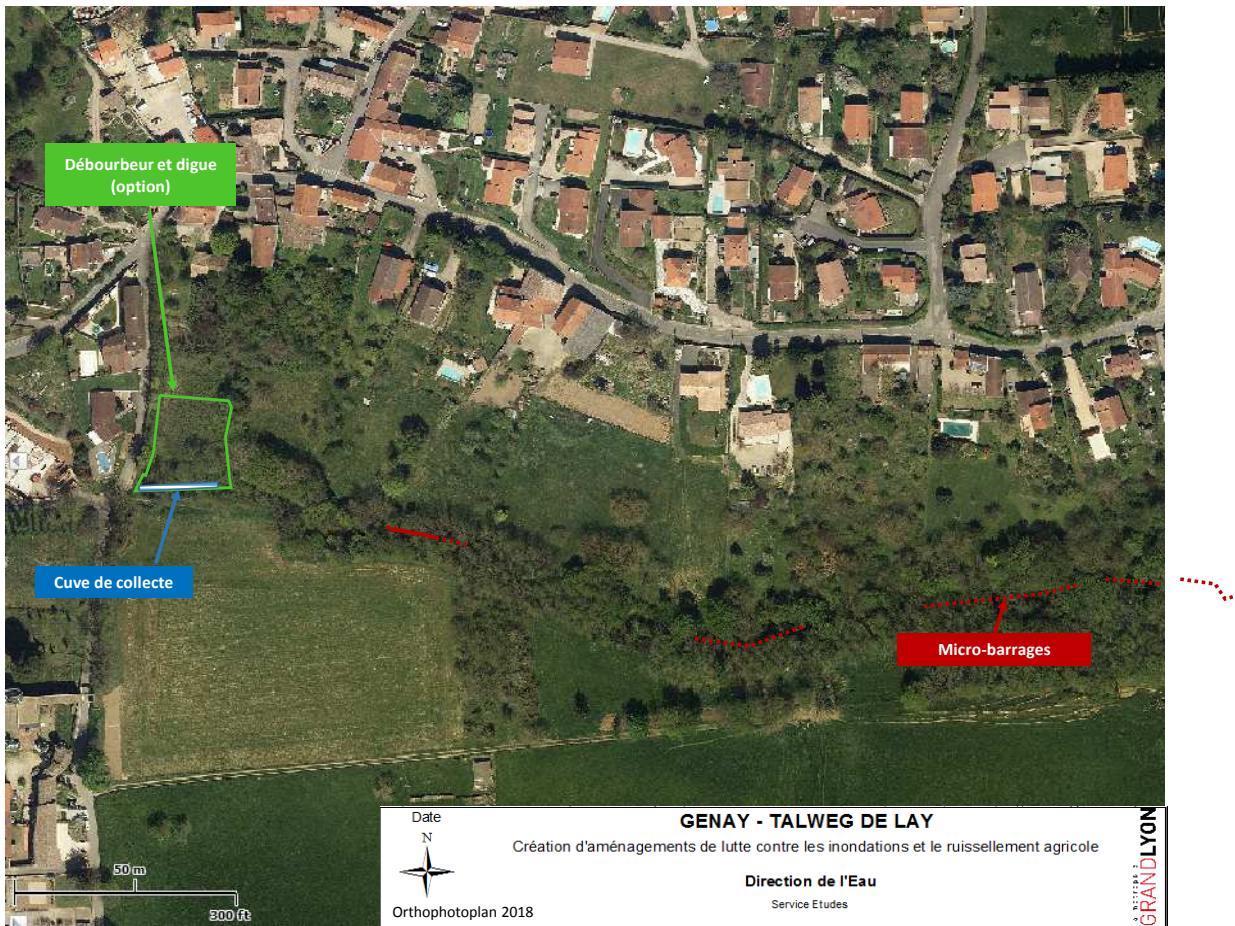 Débourbeur et digue
(option)
Cuve de collecte
Micro-barrages
50 m
300 ft
Date
N
Orthophotoplan 2018
GENAY - TALWEG DE LAY
Création d'aménagements de lutte contre les inondations et le ruissellement agricole
Direction de l'Eau
Service Etudes
GRANDLYON